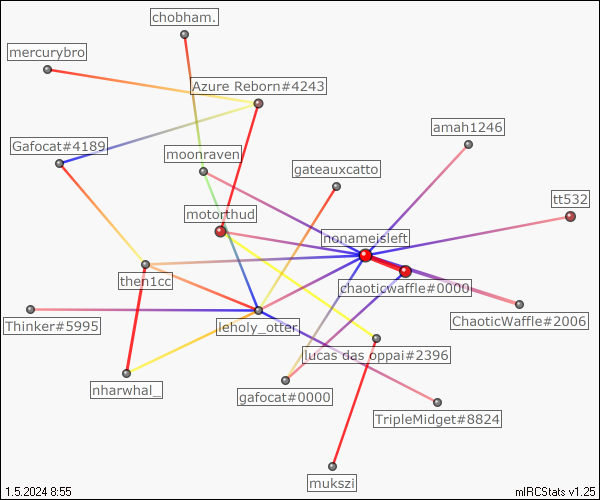 chobham.
mercurybro
Azure Reborn#4243
amah1246
Gafocat#4189
moonraven
gateauxcatto
tt532
motorthud
nonameisleft
then1cc
chaoticwaffle#0000
Thinker#5995
leholy_otter
ChaoticWaffle#2006
lucas das oppai#2396
nharwhal_
gafocat#0000
TripleMidget#8824
mukszi
1.5.2024 8:55
mIRCStats v1.25